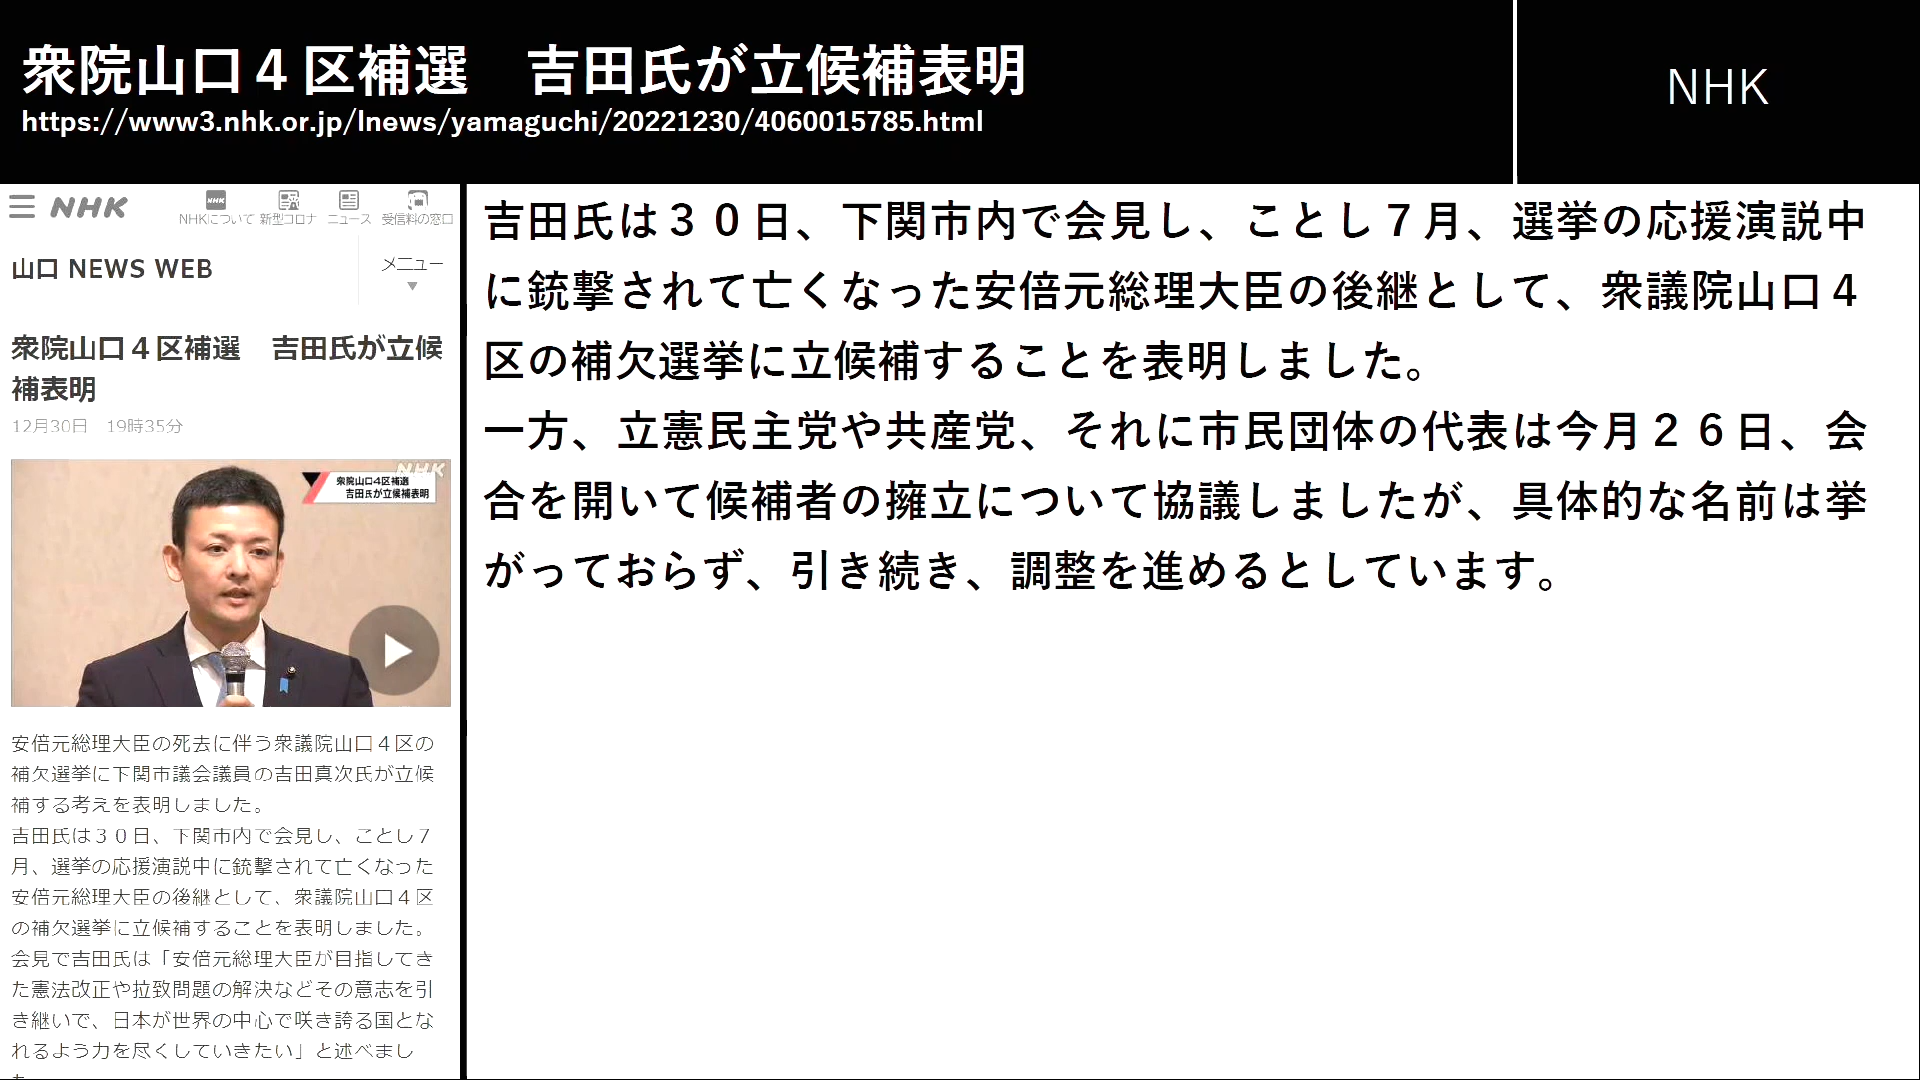 衆院山口４区補選　吉田氏が立候補表明
https://www3.nhk.or.jp/lnews/yamaguchi/20221230/4060015785.html
NHK
NHK
NHK
NHKについて 新型コロナ ニュース 受信料の窓口
山口 NEWS WEB
メニュー
衆院山口４区補選　吉田氏が立候
補表明
12月30日　19時35分
NHK
衆院山口4区補選
吉田氏が立候補表明
安倍元総理大臣の死去に伴う衆議院山口４区の
補欠選挙に下関市議会議員の吉田真次氏が立候
補する考えを表明しました。
吉田氏は３０日、下関市内で会見し、ことし７
月、選挙の応援演説中に銃撃されて亡くなった
安倍元総理大臣の後継として、衆議院山口４区
の補欠選挙に立候補することを表明しました。
会見で吉田氏は「安倍元総理大臣が目指してき
た憲法改正や拉致問題の解決などその意志を引
き継いで、日本が世界の中心で咲き誇る国とな
れるよう力を尽くしていきたい」と述べまし
吉田氏は３０日、下関市内で会見し、ことし７月、選挙の応援演説中
に銃撃されて亡くなった安倍元総理大臣の後継として、衆議院山口４
区の補欠選挙に立候補することを表明しました。
一方、立憲民主党や共産党、それに市民団体の代表は今月２６日、会
合を開いて候補者の擁立について協議しましたが、具体的な名前は挙
がっておらず、引き続き、調整を進めるとしています。